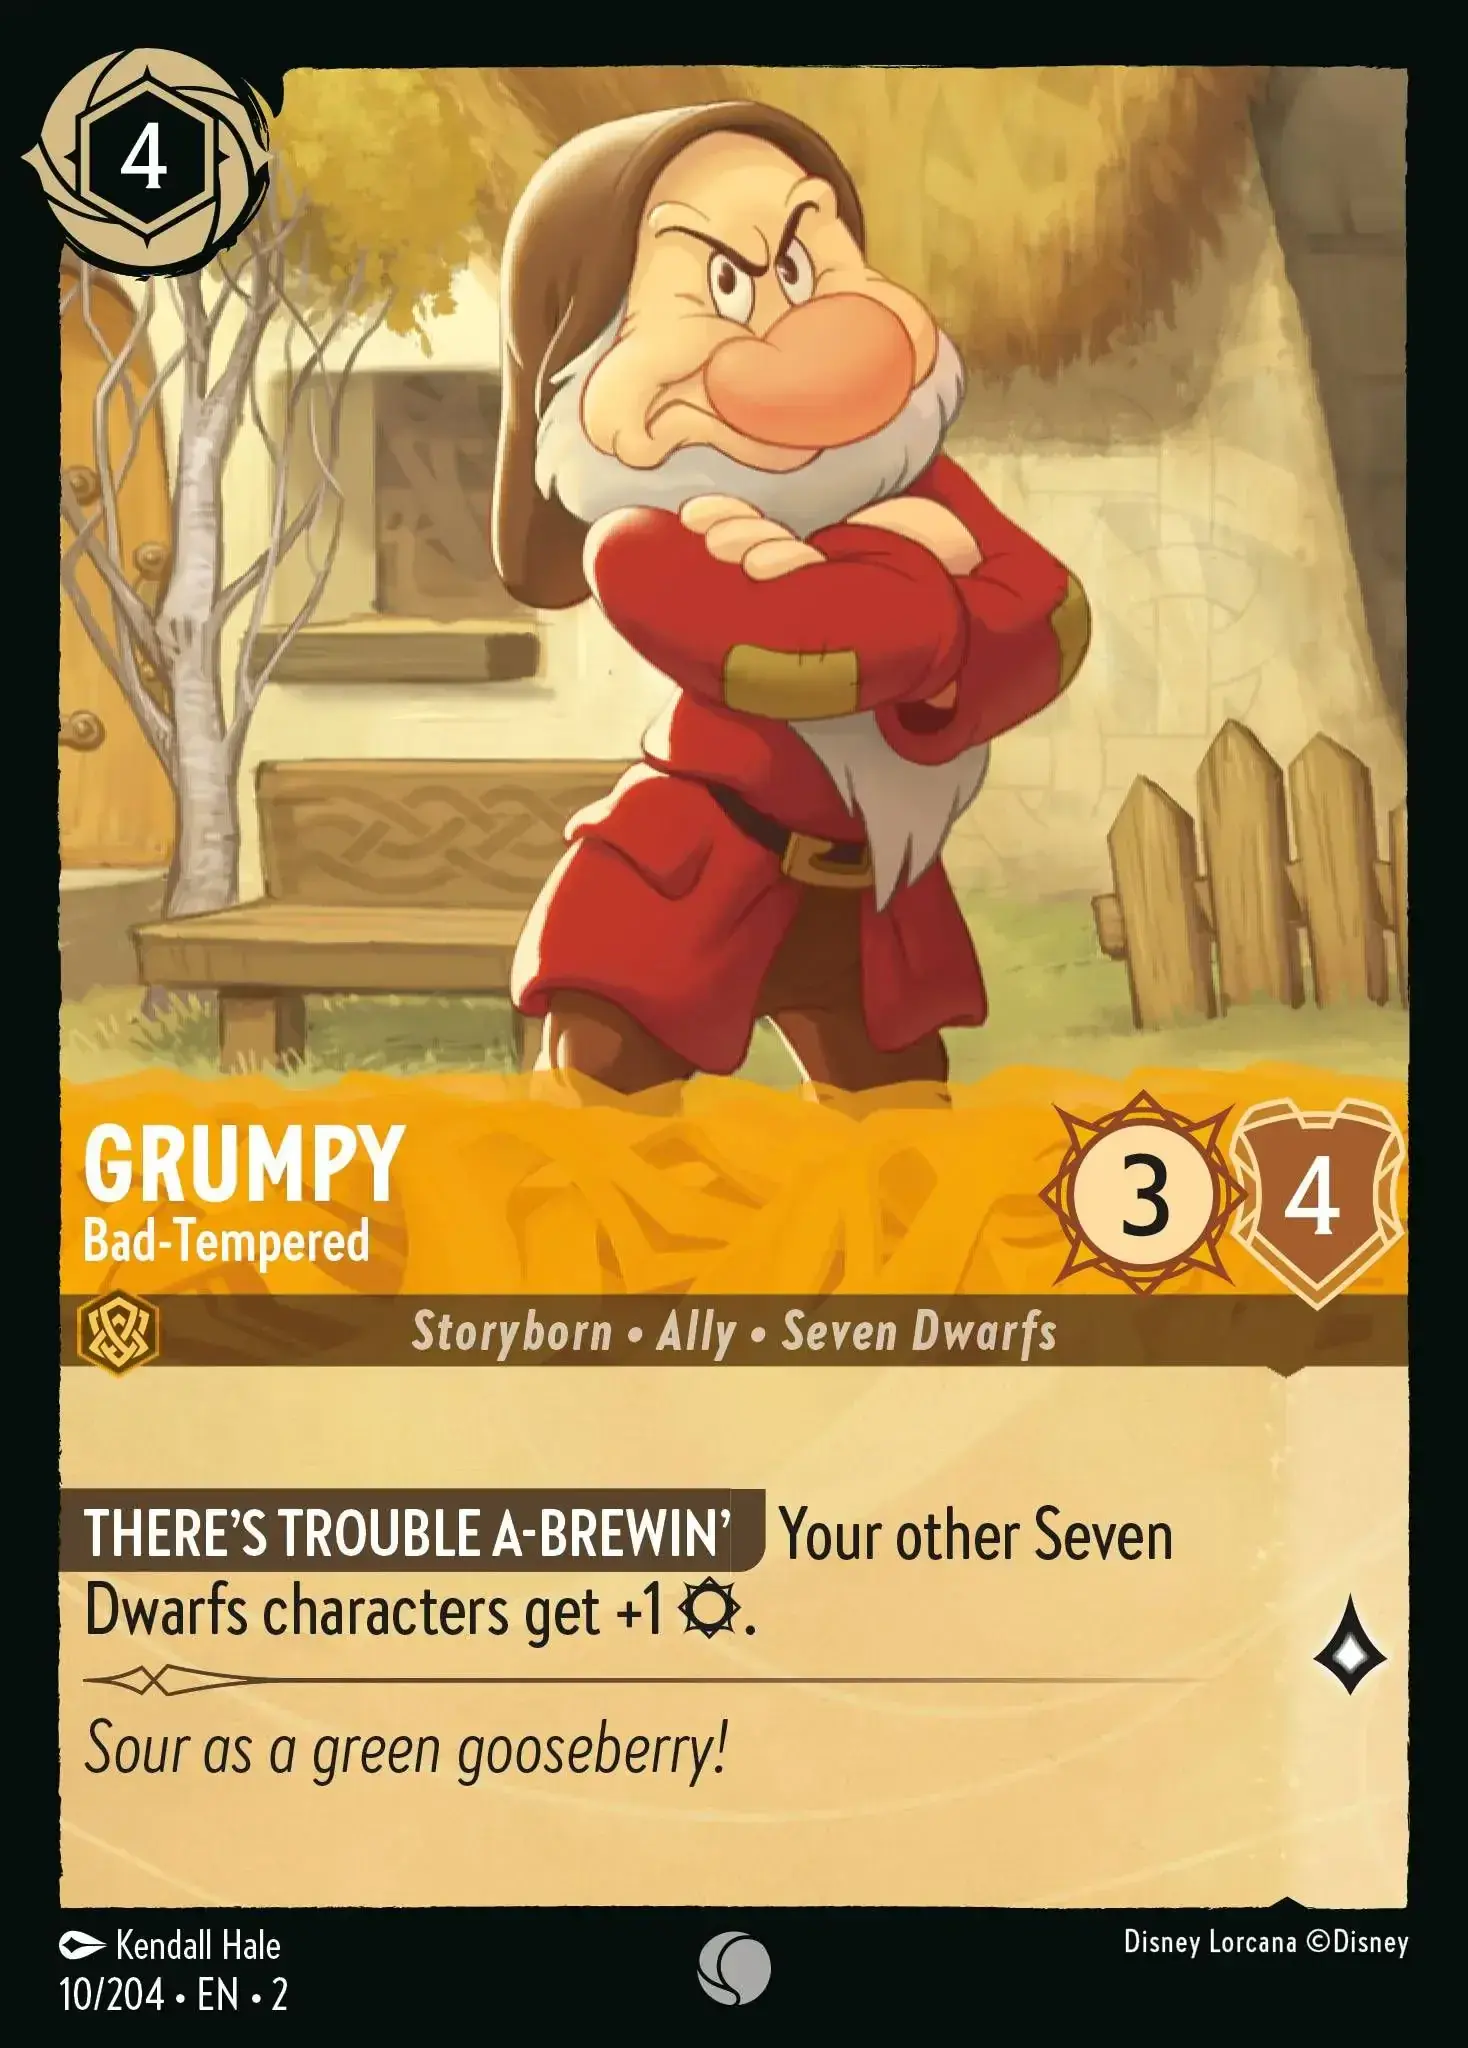 4
GRUMPY
Bad-Tempered
3
4
Storyborn • Ally • Seven Dwarfs
THERE'S TROUBLE A-BREWIN' Your other Seven
Dwarfs characters get +1 .
Sour as a green gooseberry!
Kendall Hale
10/204 • EN • 2
Disney Lorcana ©Disney